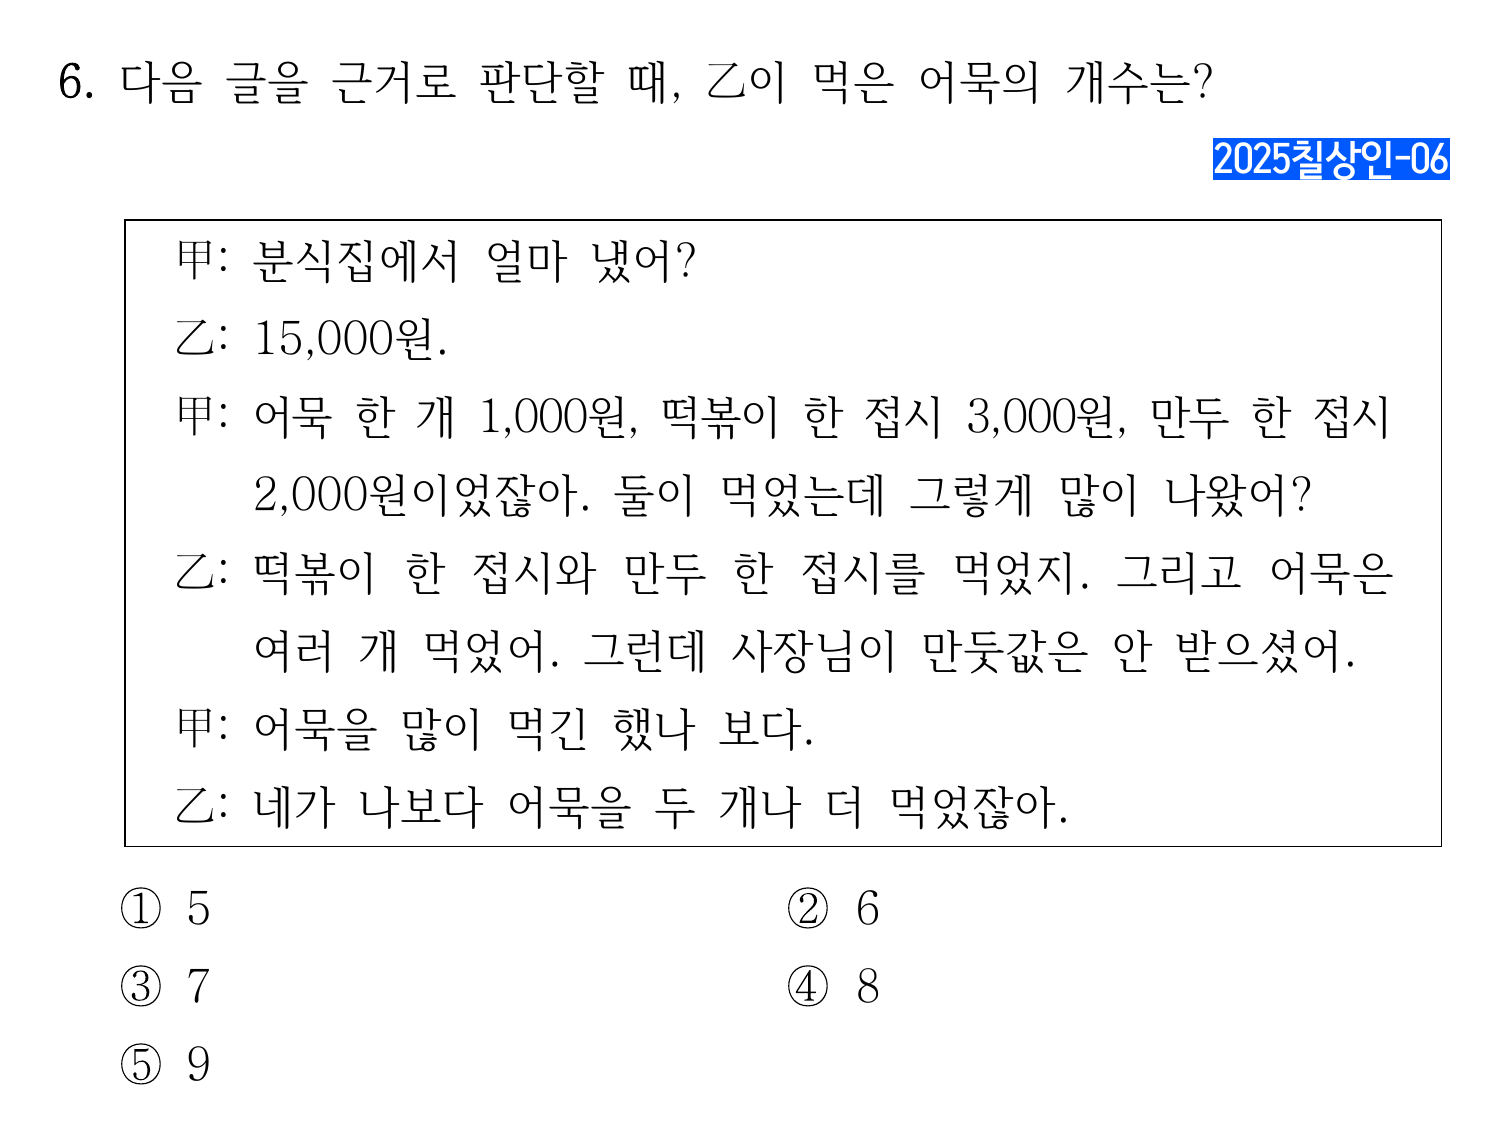 6. 다음 글을 근거로 판단할 때, 乙이 먹은 어묵의 개수는?
2025칠상인-06
甲: 분식집에서 얼마 냈어?
乙: 15,000원.
甲: 어묵 한 개 1,000원, 떡볶이 한 접시 3,000원, 만두 한 접시
2,000원이었잖아. 둘이 먹었는데 그렇게 많이 나왔어?
乙: 떡볶이 한 접시와 만두 한 접시를 먹었지. 그리고 어묵은
여러 개 먹었어. 그런데 사장님이 만둣값은 안 받으셨어.
甲: 어묵을 많이 먹긴 했나 보다.
乙: 네가 나보다 어묵을 두 개나 더 먹었잖아.
① 5 ② 6
③ 7 ④ 8
⑤ 9